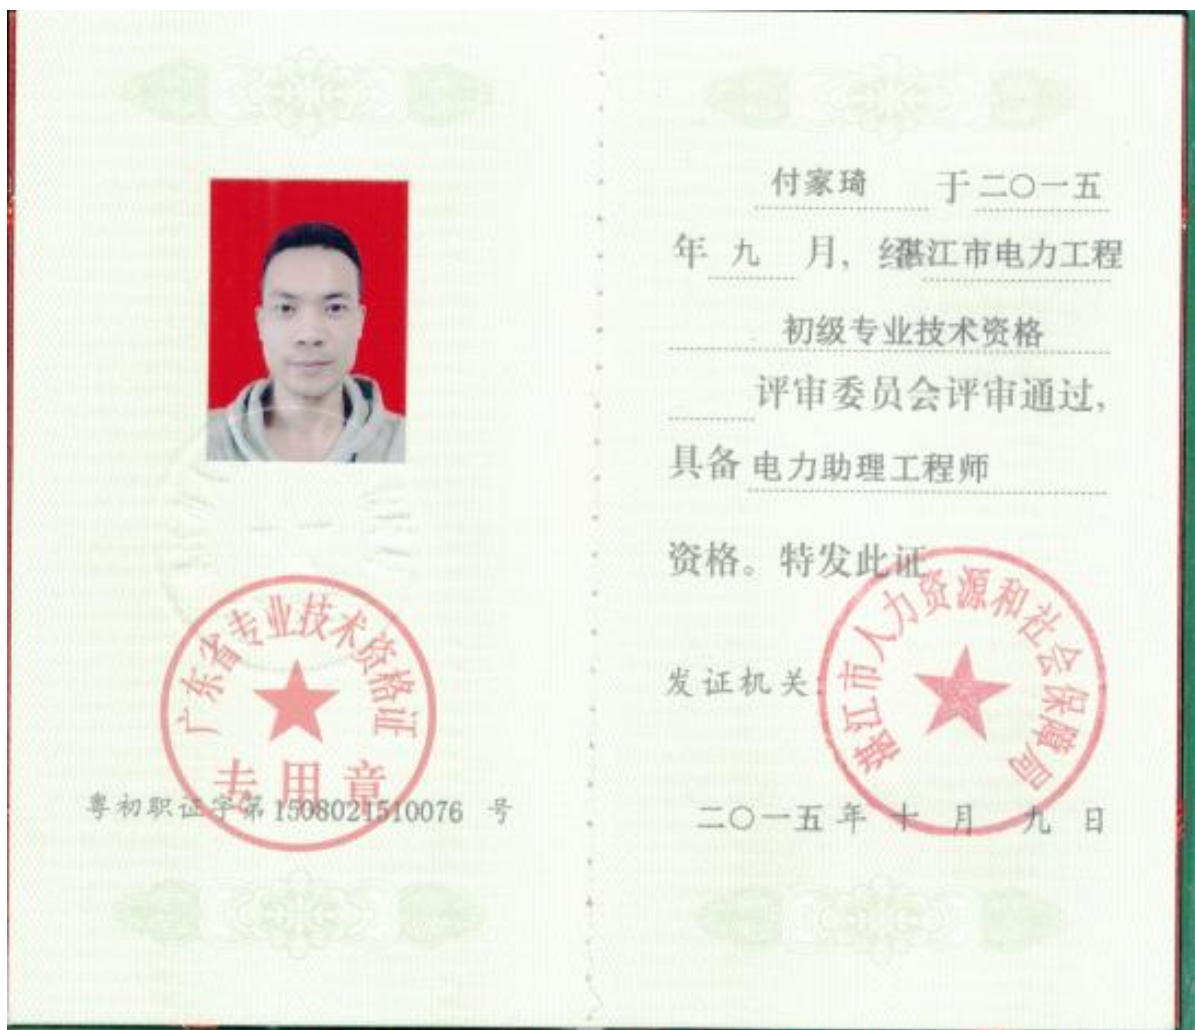 广东省专业技术资格证
专用章
粤初职证字第1508021510076 号
付家琦 于二〇一五
年 九 月, 经湛江市电力工程
初级专业技术资格
评审委员会评审通过,
具备 电力助理工程师
资格。特发此证
湛江市人力资源和社会保障局
发证机关:
二〇一五年 十 月 九 日